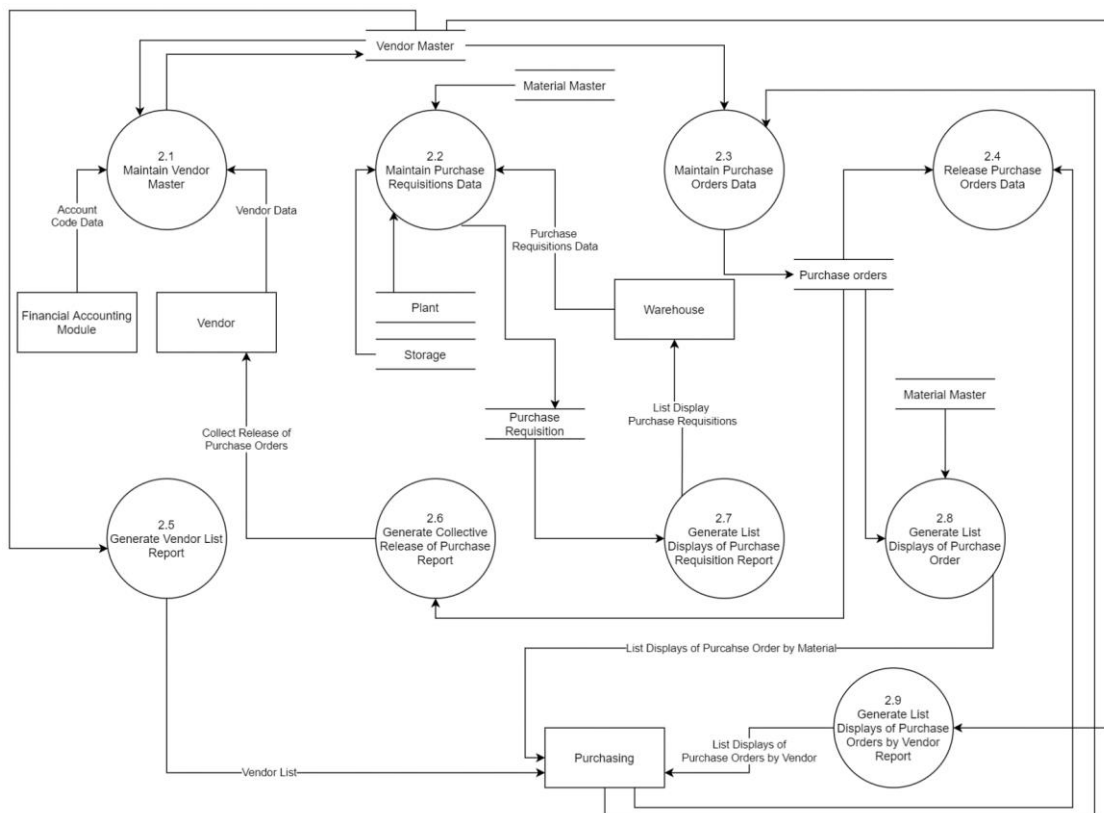 Vendor Master
Material Master
2.1
Maintain Vendor
Master
2.2
Maintain Purchase
Requisitions Data
2.3
Maintain Purchase
Orders Data
2.4
Release Purchase
Orders Data
Account
Code Data
Vendor Data
Purchase
Requisitions Data
Purchase orders
Financial Accounting
Module
Vendor
Plant
Storage
Warehouse
Material Master
Collect Release of
Purchase Orders
Purchase
Requisition
List Display
Purchase Requisitions
2.5
Generate Vendor List
Report
2.6
Generate Collective
Release of Purchase
Report
2.7
Generate List
Displays of Purchase
Requisition Report
2.8
Generate List
Displays of Purchase
Order
List Displays of Purcahse Order by Material
2.9
Generate List
Displays of Purchase
Orders by Vendor
Report
Purchasing
List Displays of
Purchase Orders by Vendor
Vendor List